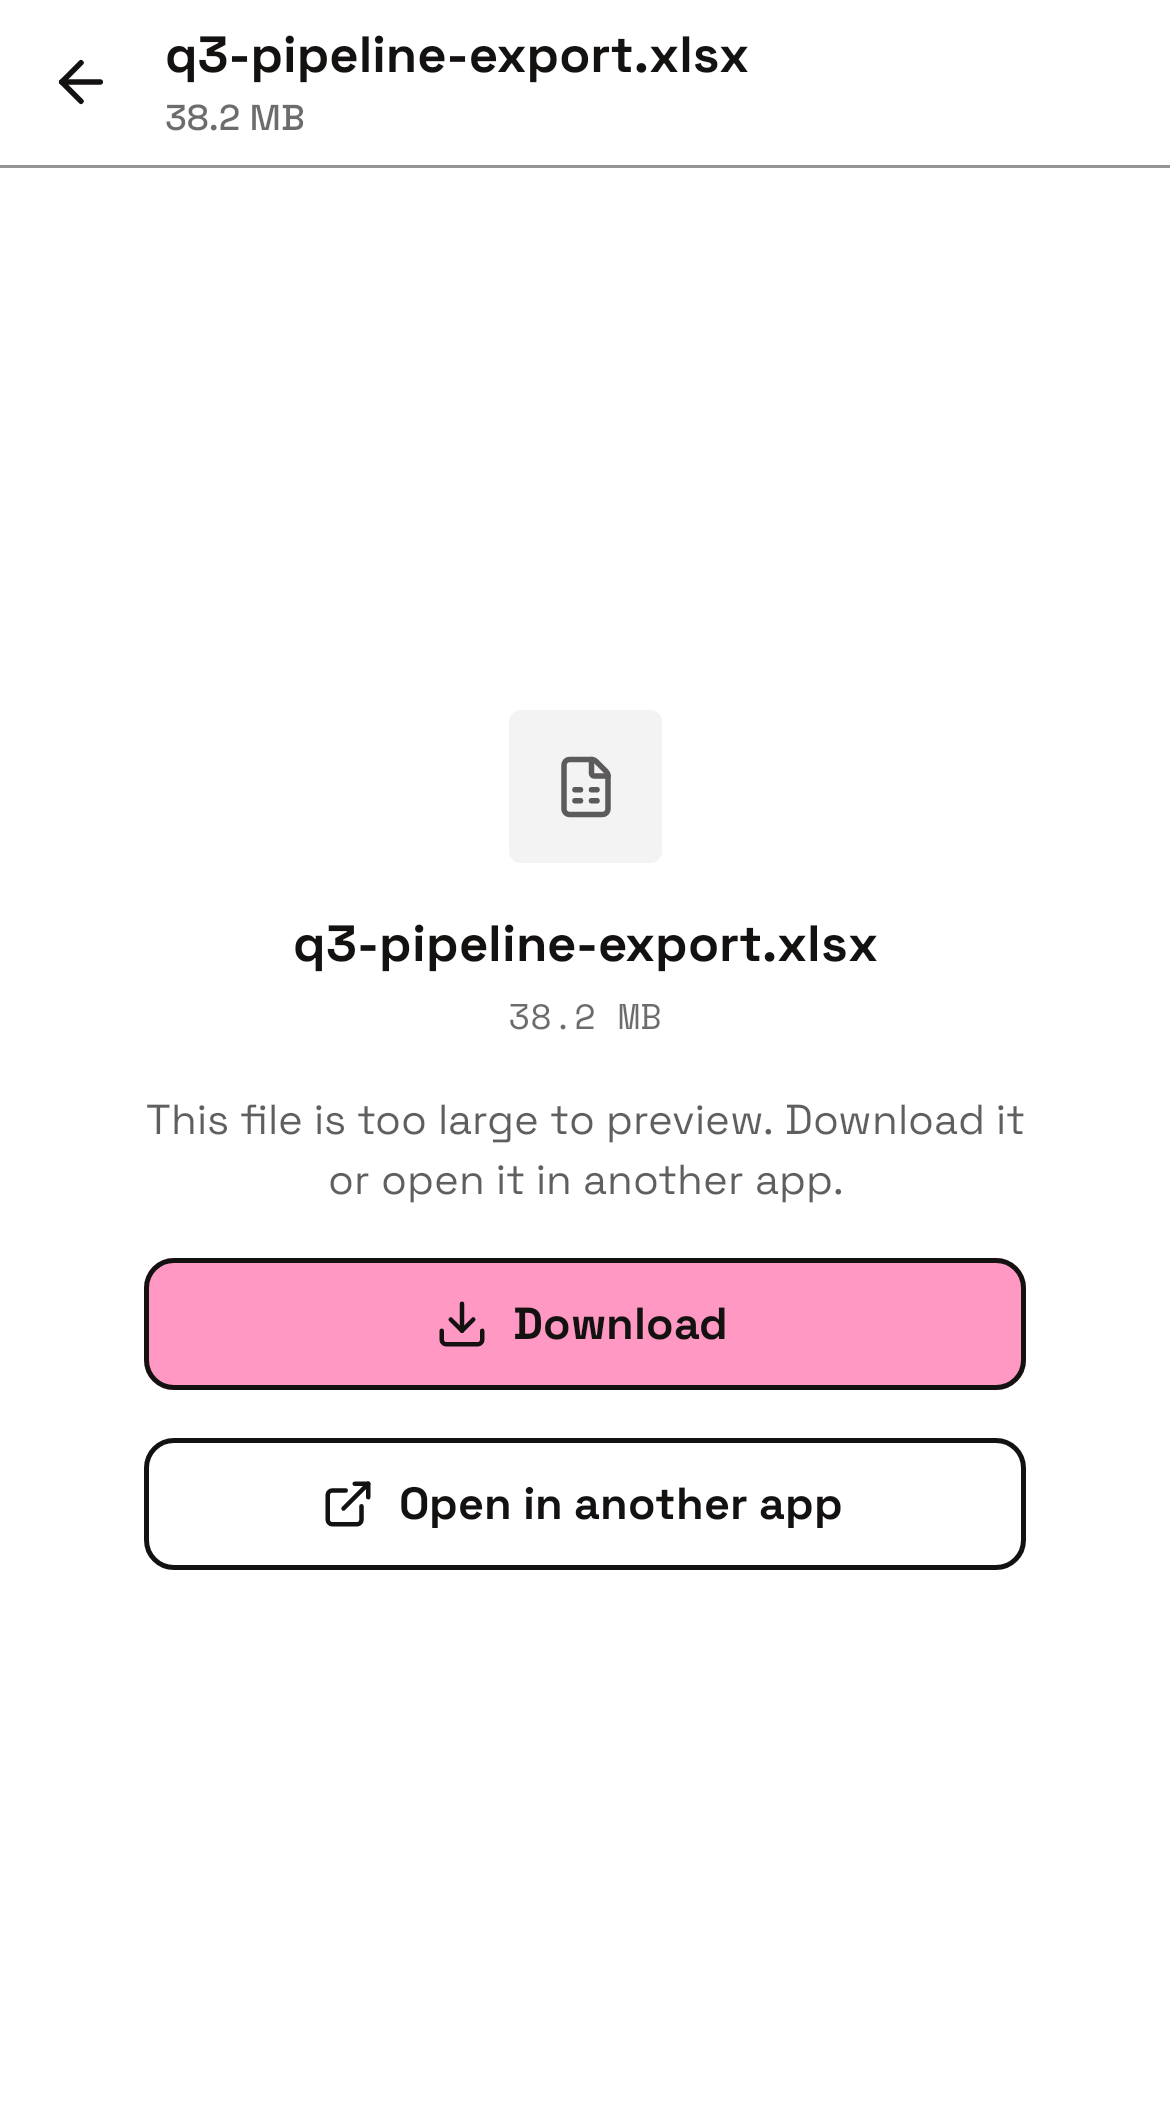 q3-pipeline-export.xlsx
38.2 MB
q3-pipeline-export.xlsx
38.2 MB
This file is too large to preview. Download it
or open it in another app.
Download
Open in another app